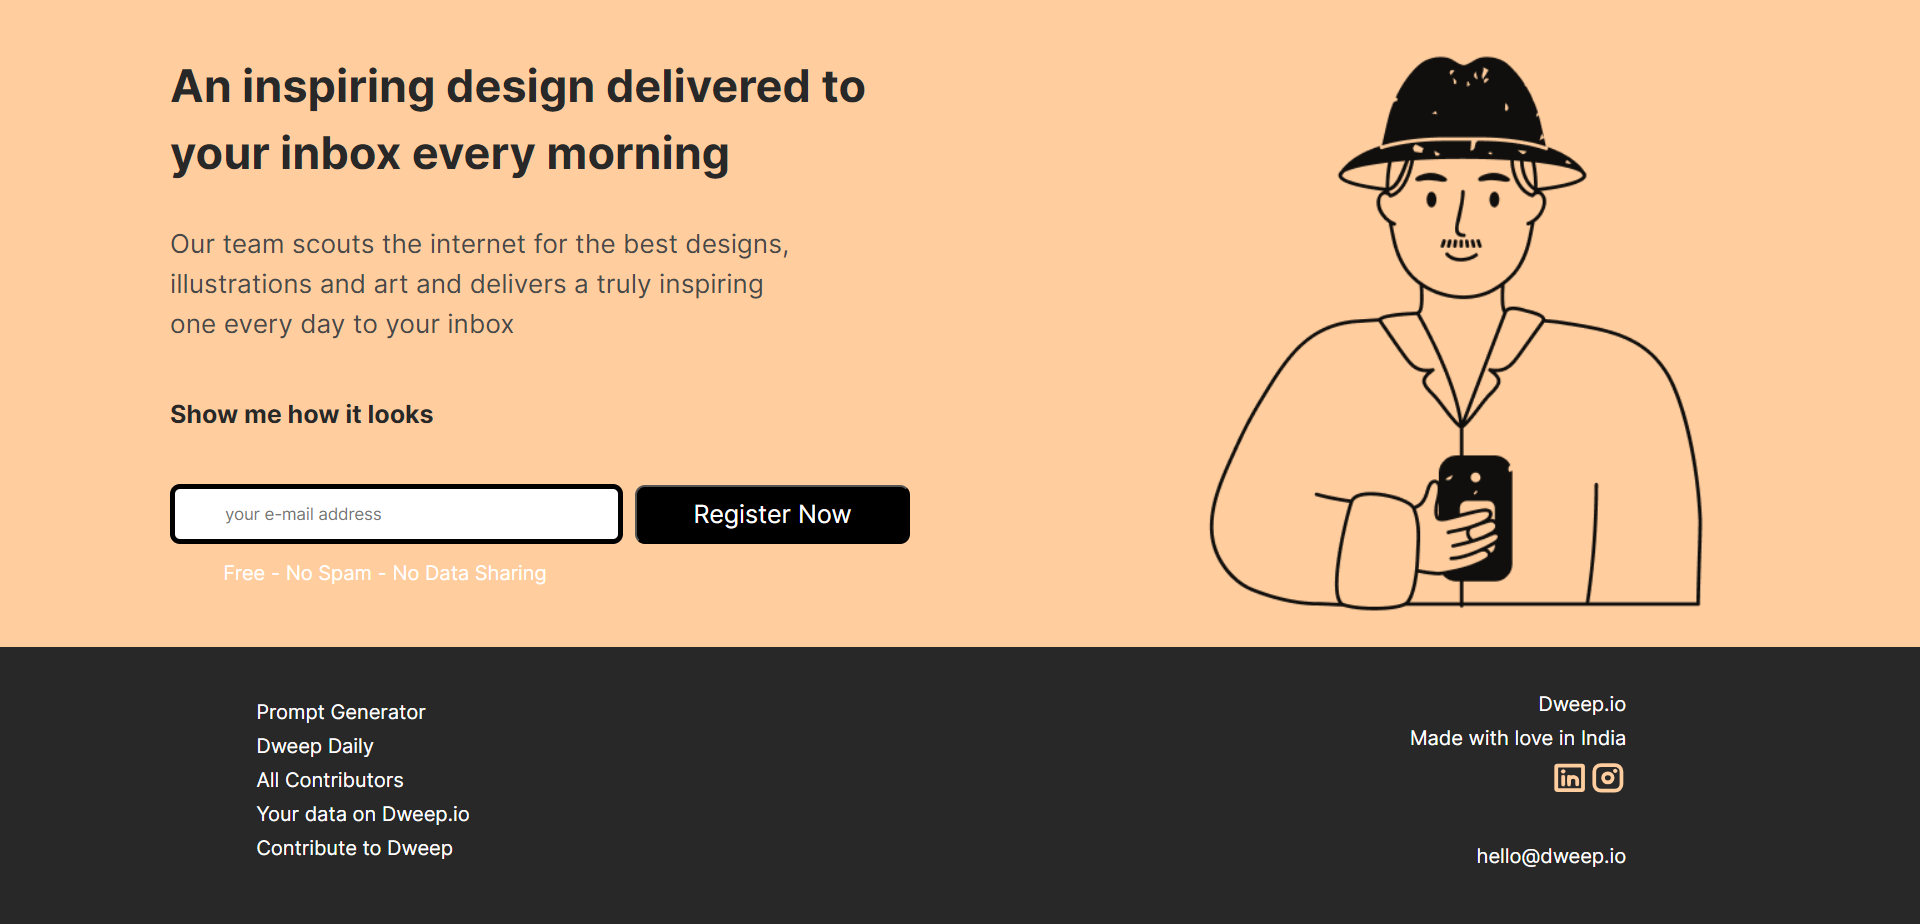 An inspiring design delivered to
your inbox every morning
Our team scouts the internet for the best designs,
illustrations and art and delivers a truly inspiring
one every day to your inbox
Show me how it looks
your e-mail address
Register Now
Free - No Spam - No Data Sharing
Prompt Generator
Dweep Daily
All Contributors
Your data on Dweep.io
Contribute to Dweep
Dweep.io
Made with love in India
in
hello@dweep.io